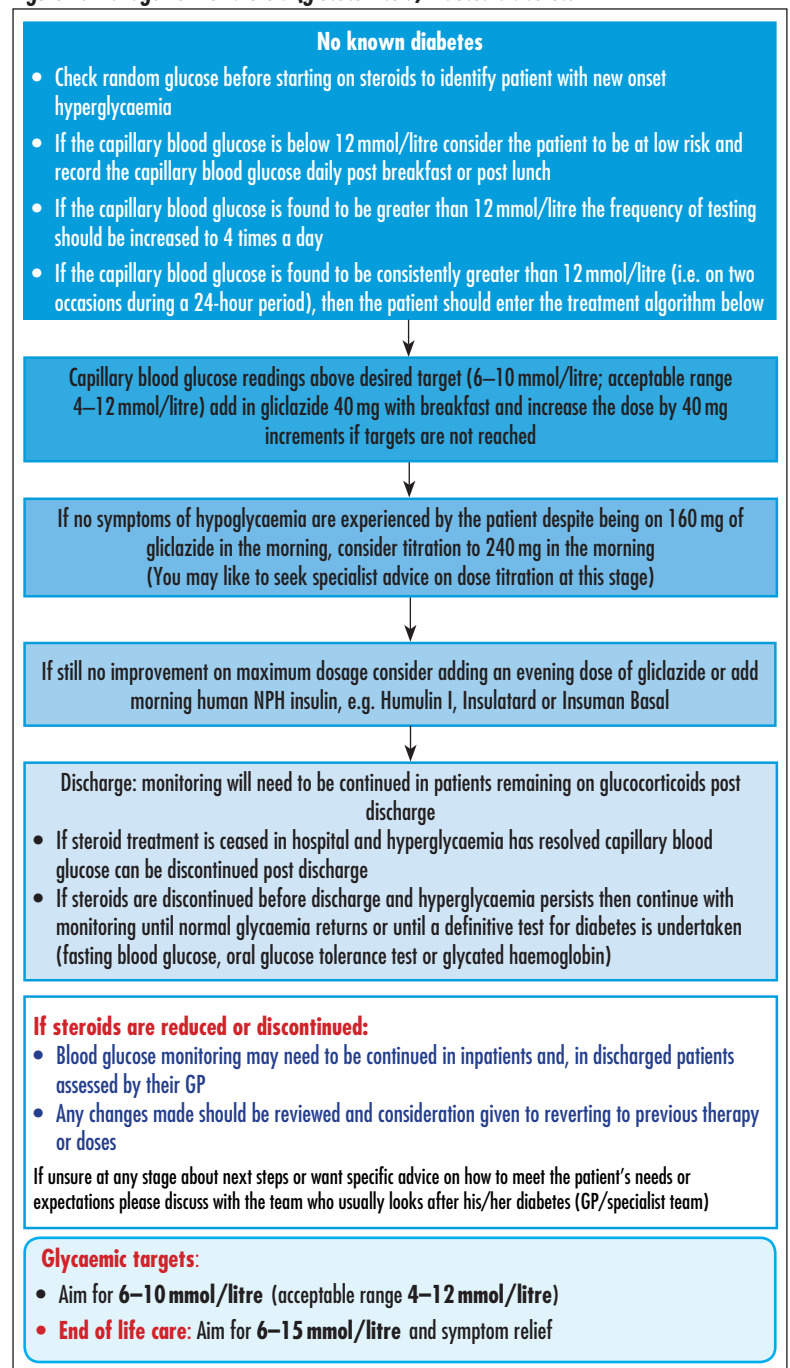 No known diabetes
• Check random glucose before starting on steroids to identify patient with new onset
hyperglycaemia
• If the capillary blood glucose is below 12 mmol/litre consider the patient to be at low risk and
record the capillary blood glucose daily post breakfast or post lunch
• If the capillary blood glucose is found to be greater than 12 mmol/litre the frequency of testing
should be increased to 4 times a day
• If the capillary blood glucose is found to be consistently greater than 12 mmol/litre (i.e. on two
occasions during a 24-hour period), then the patient should enter the treatment algorithm below
Capillary blood glucose readings above desired target (6–10 mmol/litre; acceptable range
4–12 mmol/litre) add in gliclazide 40 mg with breakfast and increase the dose by 40 mg
increments if targets are not reached
If no symptoms of hypoglycaemia are experienced by the patient despite being on 160 mg of
gliclazide in the morning, consider titration to 240 mg in the morning
(You may like to seek specialist advice on dose titration at this stage)
If still no improvement on maximum dosage consider adding an evening dose of gliclazide or add
morning human NPH insulin, e.g. Humulin I, Insulatard or Insuman Basal
Discharge: monitoring will need to be continued in patients remaining on glucocorticoids post
discharge
• If steroid treatment is ceased in hospital and hyperglycaemia has resolved capillary blood
glucose can be discontinued post discharge
• If steroids are discontinued before discharge and hyperglycaemia persists then continue with
monitoring until normal glycaemia returns or until a definitive test for diabetes is undertaken
(fasting blood glucose, oral glucose tolerance test or glycated haemoglobin)
If steroids are reduced or discontinued:
• Blood glucose monitoring may need to be continued in inpatients and, in discharged patients
assessed by their GP
• Any changes made should be reviewed and consideration given to reverting to previous therapy
or doses
If unsure at any stage about next steps or want specific advice on how to meet the patient's needs or
expectations please discuss with the team who usually looks after his/her diabetes (GP/specialist team)
Glycaemic targets:
• Aim for 6–10 mmol/litre (acceptable range 4–12 mmol/litre)
• End of life care: Aim for 6–15 mmol/litre and symptom relief